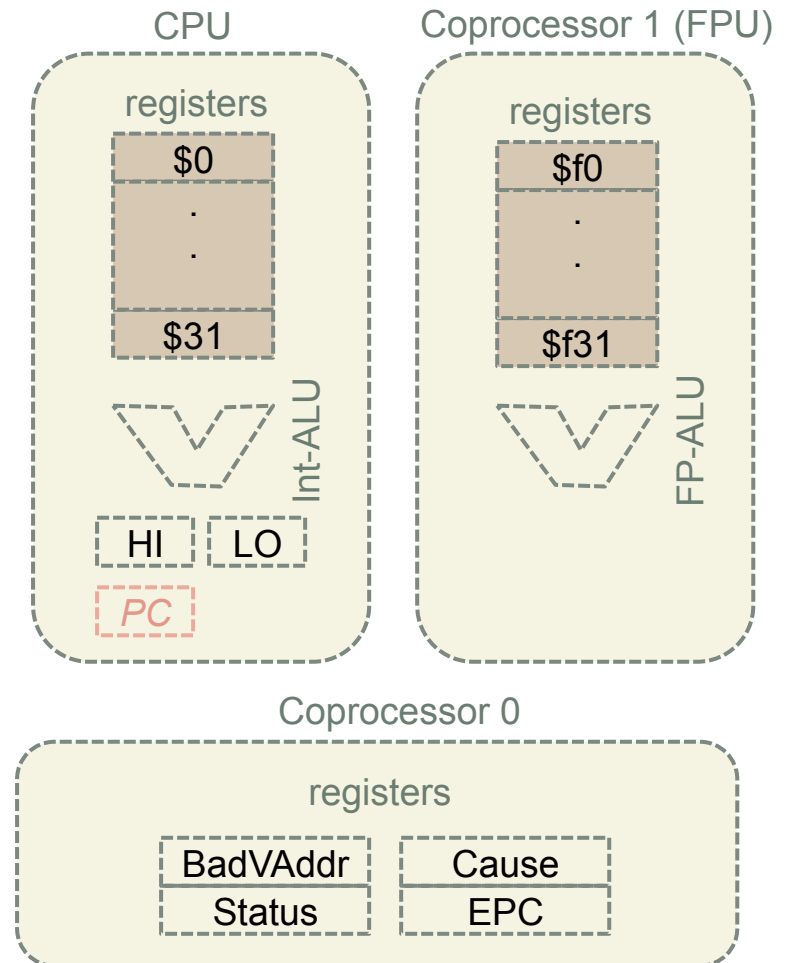 CPU
registers
$0
.
.
$31
Int-ALU
HI
LO
PC
Coprocessor 1 (FPU)
registers
$f0
.
.
$f31
FP-ALU
Coprocessor 0
registers
BadVAddr
Cause
Status
EPC